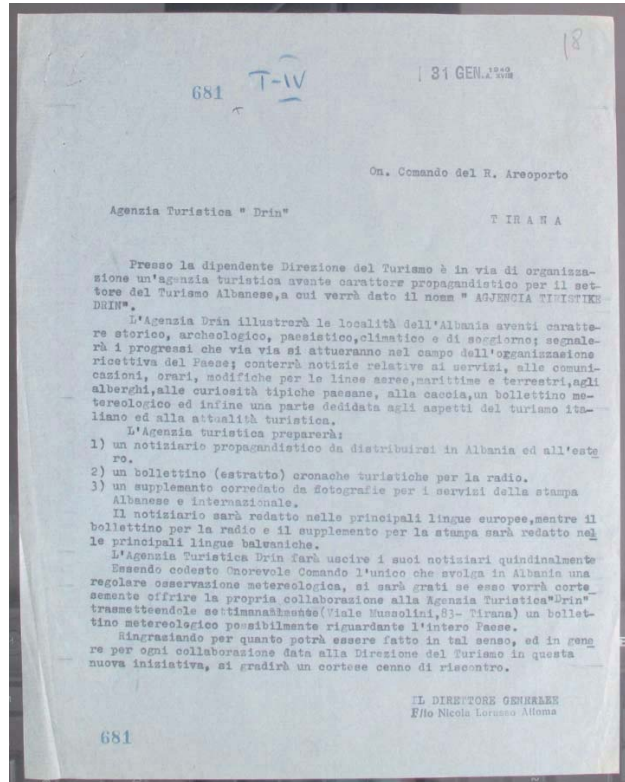 18
31 GEN. 1940
681 T-IV
On. Comando del R. Areoporto
Agenzia Turistica " Drin"
T I R A N A
Presso la dipendente Direzione del Turismo è in via di organizza-
zione un'agenzia turistica avente carattere propagandistico per il set-
tore del Turismo Albanese,a cui verrà dato il nome " AGJENCIA TIRISTIKE
DRIN".
L'Agenzia Drin illustrerà le località dell'Albania aventi caratte-
re storico, archeologico, paesistico,climatico e di soggiorno; segnale-
rà i progressi che via via si attueranno nel campo dell'organizzazione
ricettiva del Paese; conterrà notizie relative ai servizi, alle comuni-
cazioni, orari, modifiche per le linee aeree,marittime e terrestri,agli
alberghi,alle curiosità tipiche paesane, alla caccia,un bollettino me-
tereologico ed infine una parte dedidata agli aspetti del turismo ita-
liano ed alla attualità turistica.
L'Agenzia turistica preparerà:
1) un notiziario propagandistico da distribuirsi in Albania ed all'este
ro.
2) un bollettino (estratto) cronache turistiche per la radio.
3) un supplemento corredato da fotografie per i servizi della stampa
Albanese e internazionale.
Il notiziario sarà redatto nelle principali lingue europee,mentre il
bollettino per la radio e il supplemento per la stampa sarà redatto nel
le principali lingue balcaniche.
L'Agenzia Turistica Drin farà uscire i suoi notiziari quindinalmente
Essendo codesto Onorevole Comando l'unico che svolga in Albania una
regolare osservazione metereologica, si sarà grati se esso vorrà corte
semente offrire la propria collaborazione alla Agenzia Turistica"Drin"
trasmettendole settimanalmente(Viale Mussolini,83- Tirana) un bollet-
tino metereologico possibilmente riguardante l'intero Paese.
Ringraziando per quanto potrà essere fatto in tal senso, ed in gene
re per ogni collaborazione data alla Direzione del Turismo in questa
nuova iniziativa, si gradirà un cortese cenno di riscontro.
IL DIRETTORE GENERALE
F/to Nicola Lorusso Attoma
681